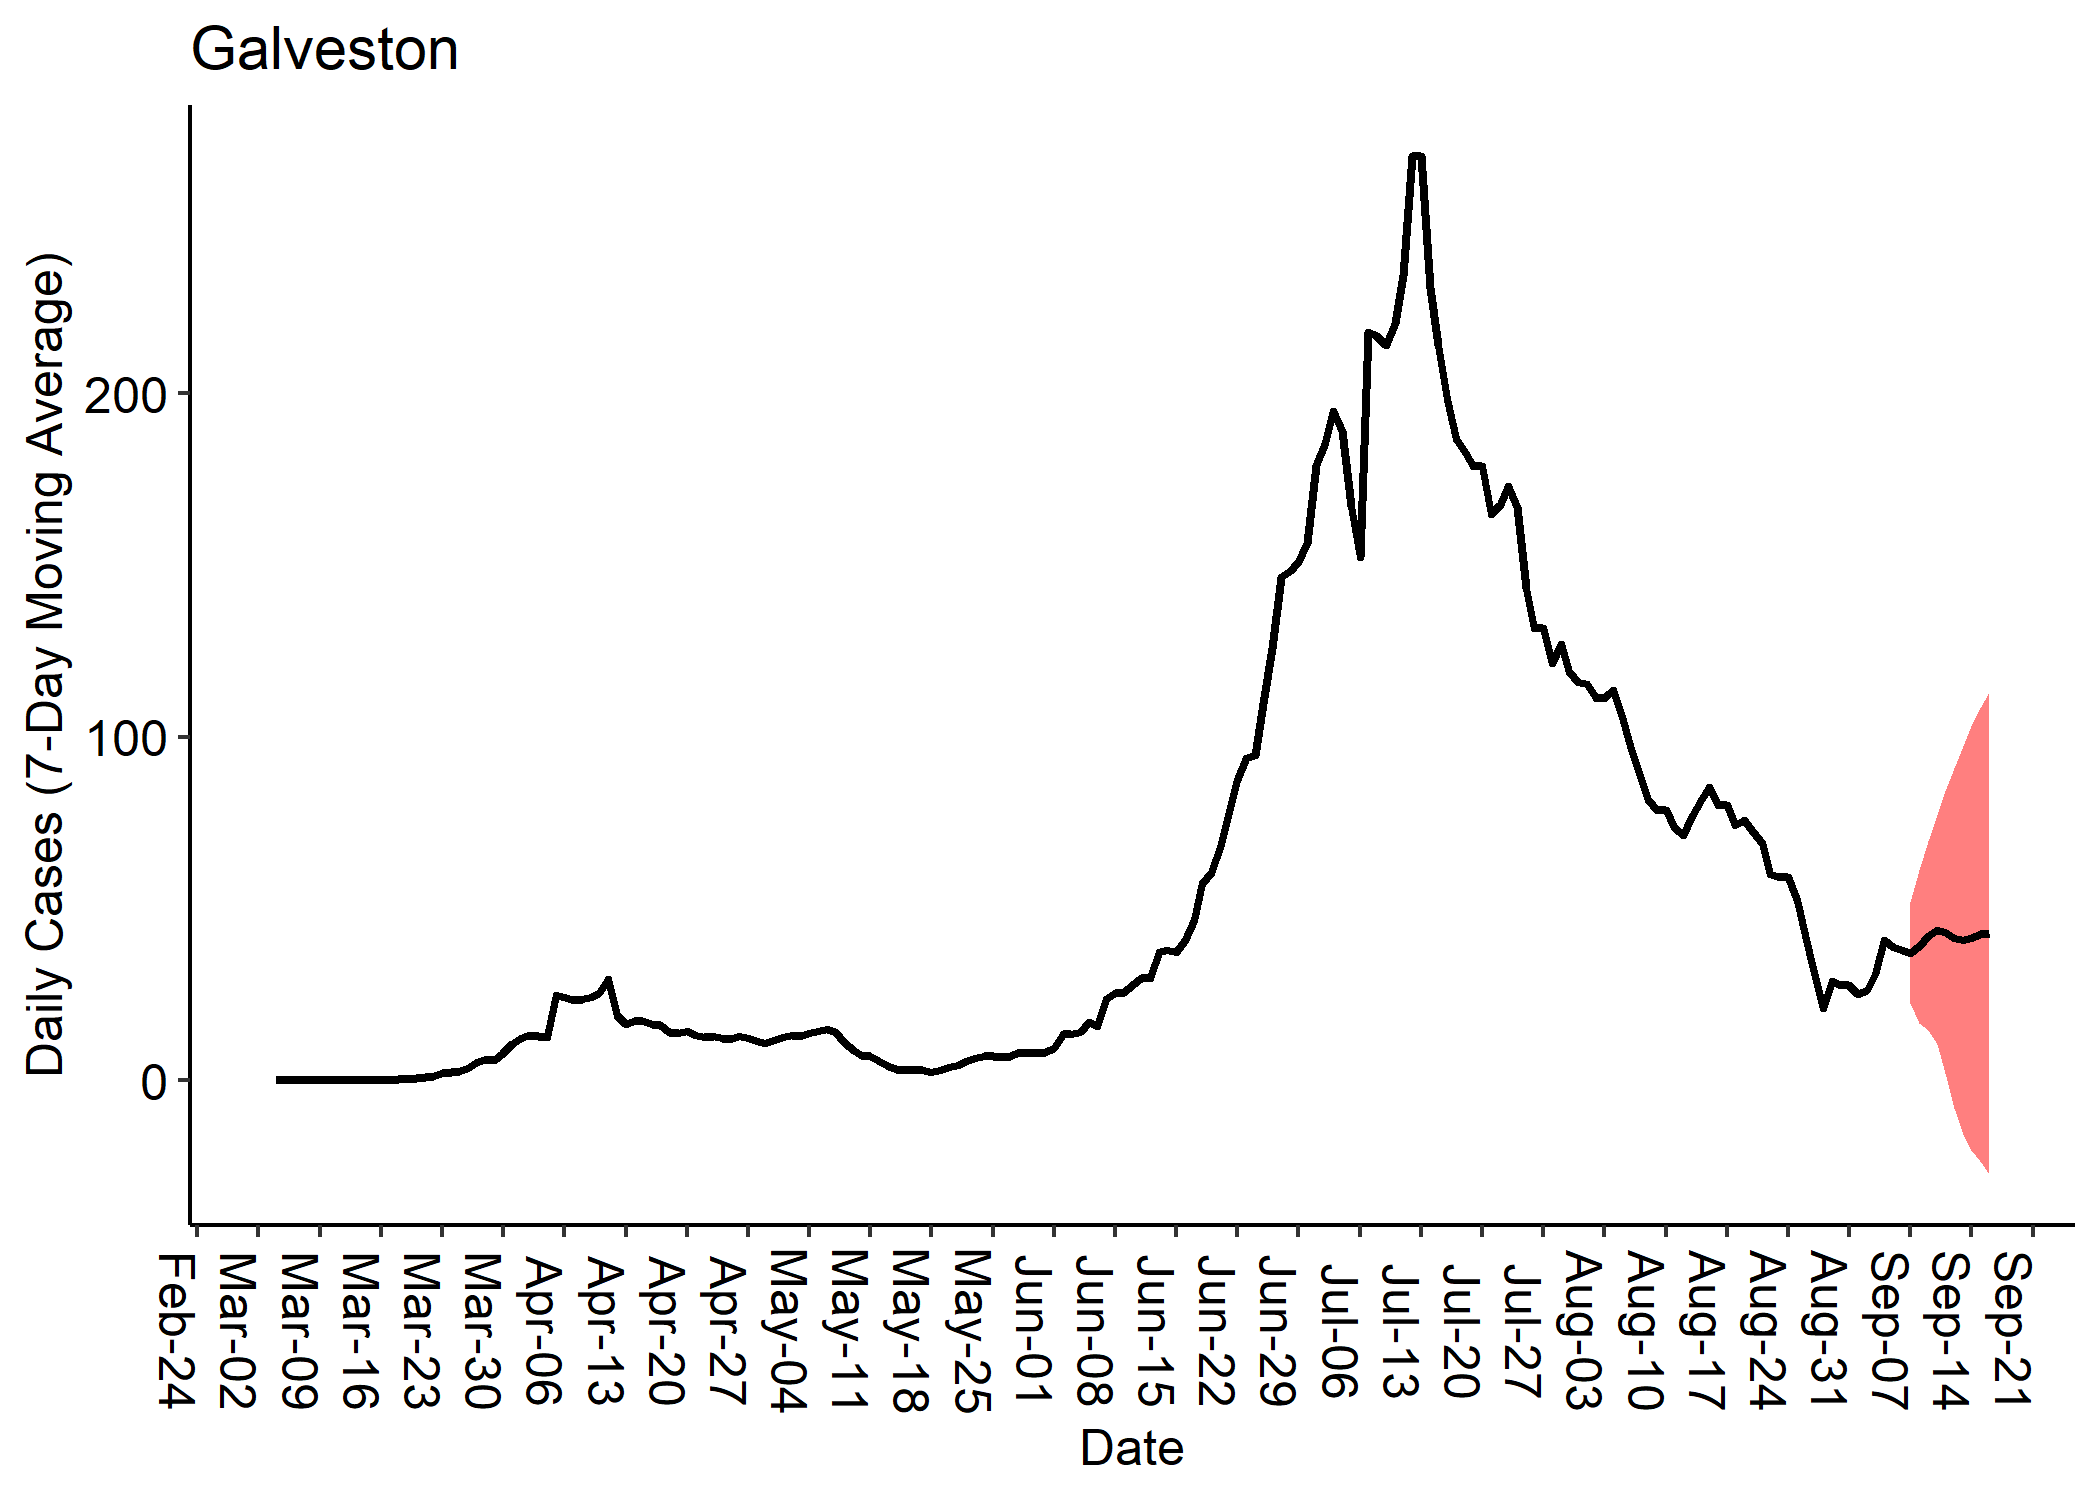 Galveston
Daily Cases (7-Day Moving Average)
200
100
0
Feb-24
Mar-02
Mar-09
Mar-16
Mar-23
Mar-30
Apr-06
Apr-13
Apr-20
Apr-27
May-04
May-11
May-18
May-25
Jun-01
Jun-08
Jun-15
Jun-22
Jun-29
Jul-06
Jul-13
Jul-20
Jul-27
Aug-03
Aug-10
Aug-17
Aug-24
Aug-31
Sep-07
Sep-14
Sep-21
Date